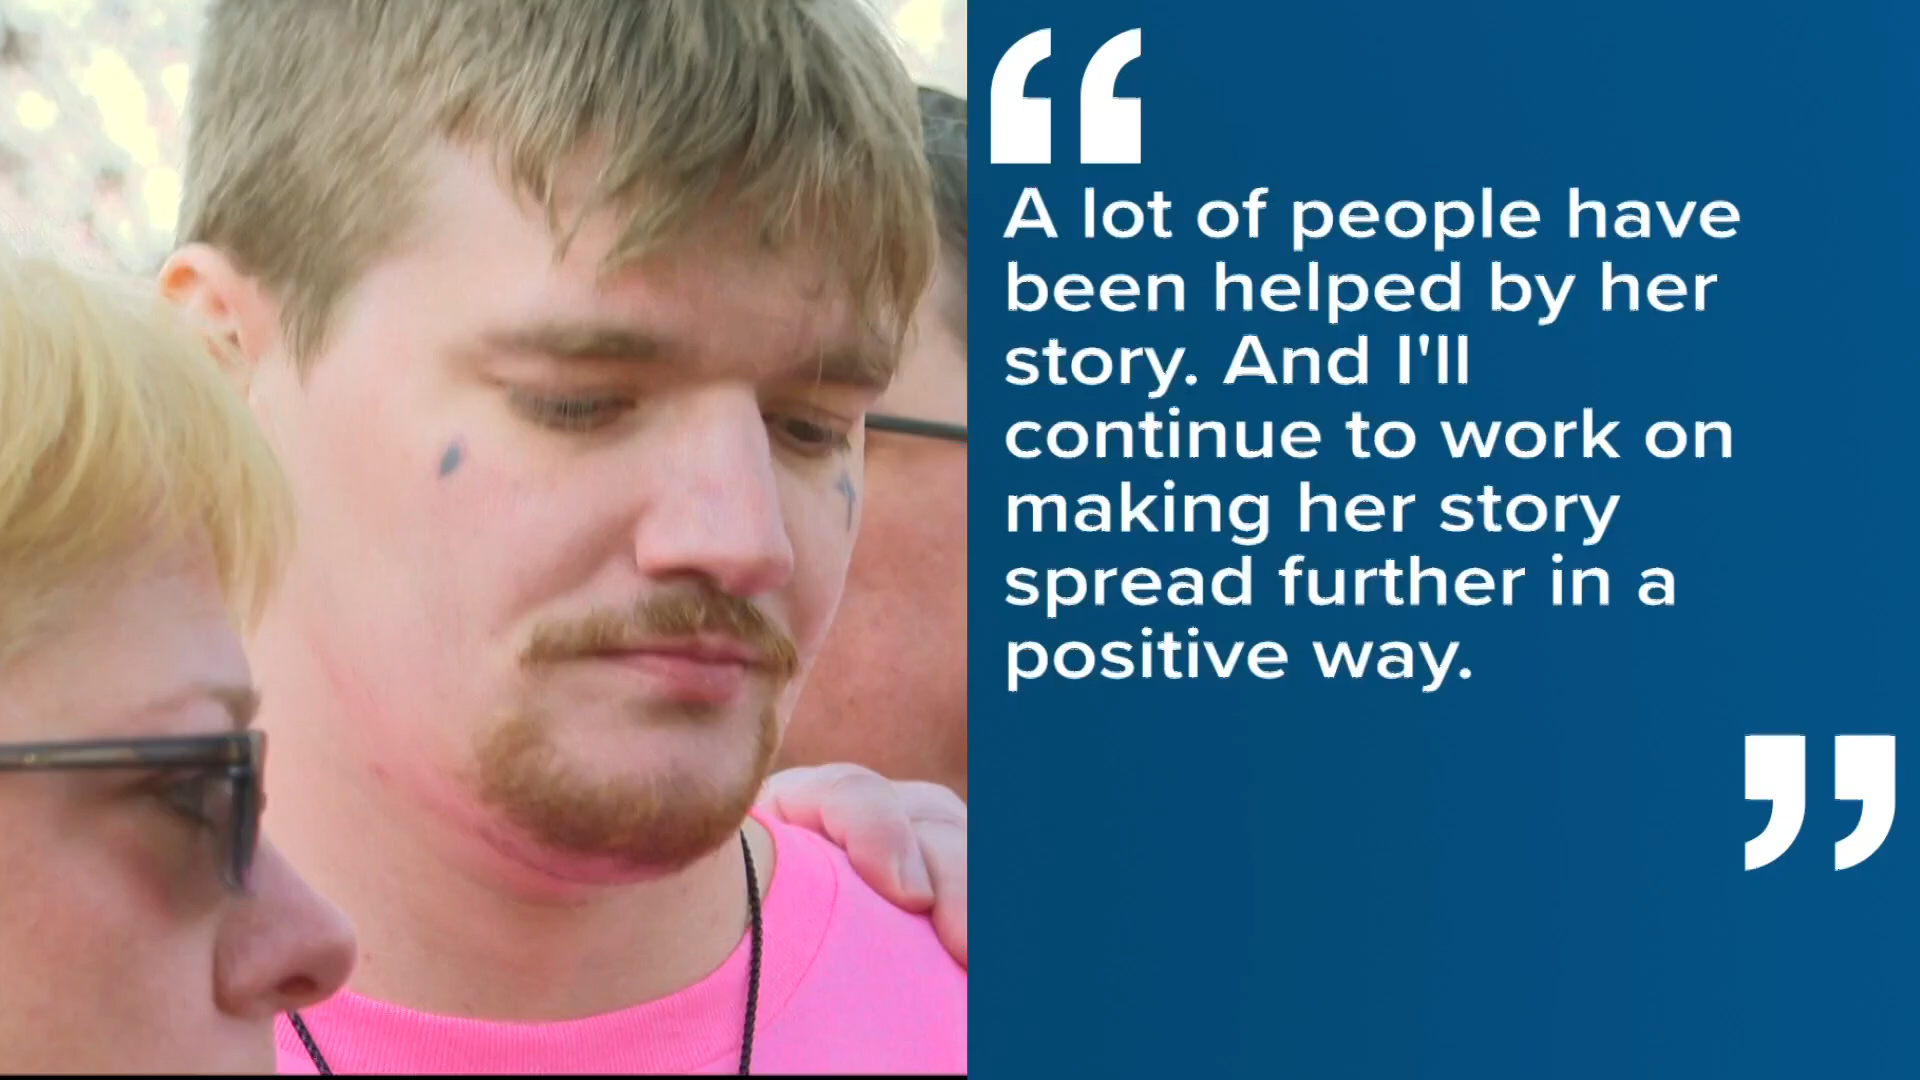 “
A lot of people have
been helped by her
story. And I'll
continue to work on
making her story
spread further in a
positive way.
”